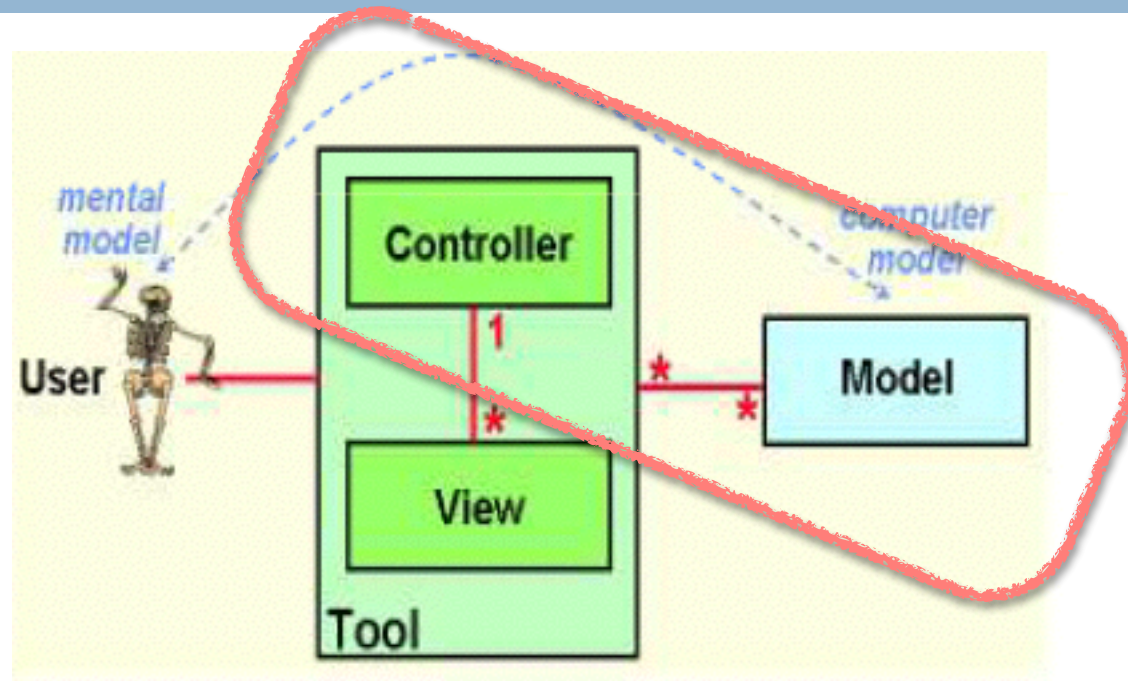 mental
model
Controller
computer
model
1
*
User
*
Model
*
*
View
Tool